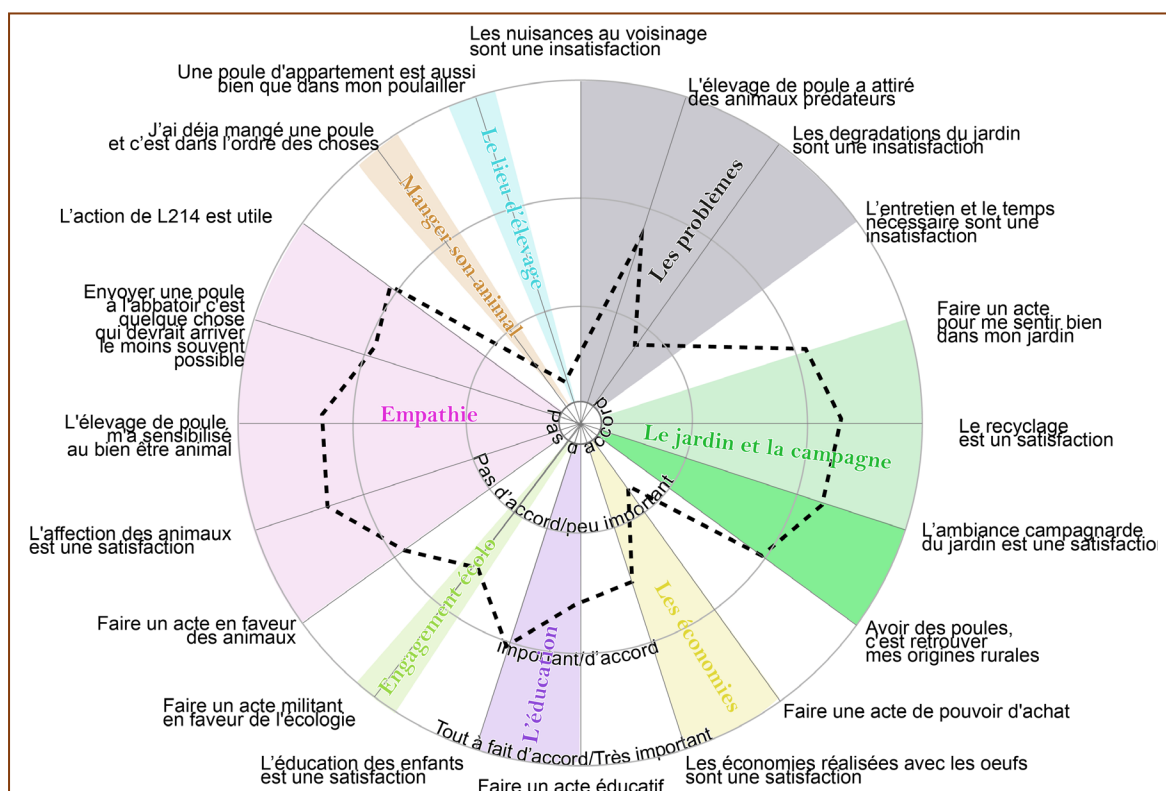 Les nuisances au voisinage
sont une insatisfaction
L'élevage de poule a attiré
des animaux prédateurs
Les degradations du jardin
sont une insatisfaction
L'entretien et le temps
nécessaire sont une
insatisfaction
Faire un acte
pour me sentir bien
dans mon jardin
Le recyclage
est un satisfaction
L'ambiance campagnarde
du jardin est une satisfaction
Avoir des poules,
c'est retrouver
mes origines rurales
Faire une acte de pouvoir d'achat
Les économies réalisées avec les oeufs
sont une satisfaction
Faire un acte éducatif
L'éducation des enfants
est une satisfaction
Faire un acte militant
en faveur de l'écologie
Faire un acte en faveur
des animaux
L'affection des animaux
est une satisfaction
L'élevage de poule,
m'a sensibilisé
au bien être animal
Envoyer une poule
à l'abbatoir c'est
quelque chose
qui devrait arriver
le moins souvent
possible
L'action de L214 est utile
J'ai déja mangé une poule
et c'est dans l'ordre des choses
Une poule d'appartement est aussi
bien que dans mon poulailler
Les problèmes
Le jardin et la campagne
Les économies
L'éducation
Engagement écolo
Empathie
Manger son animal
Le lieu d'élevage
Pas d'accord
Pas d'accord/peu important
important/d'accord
Tout à fait d'accord/Très important